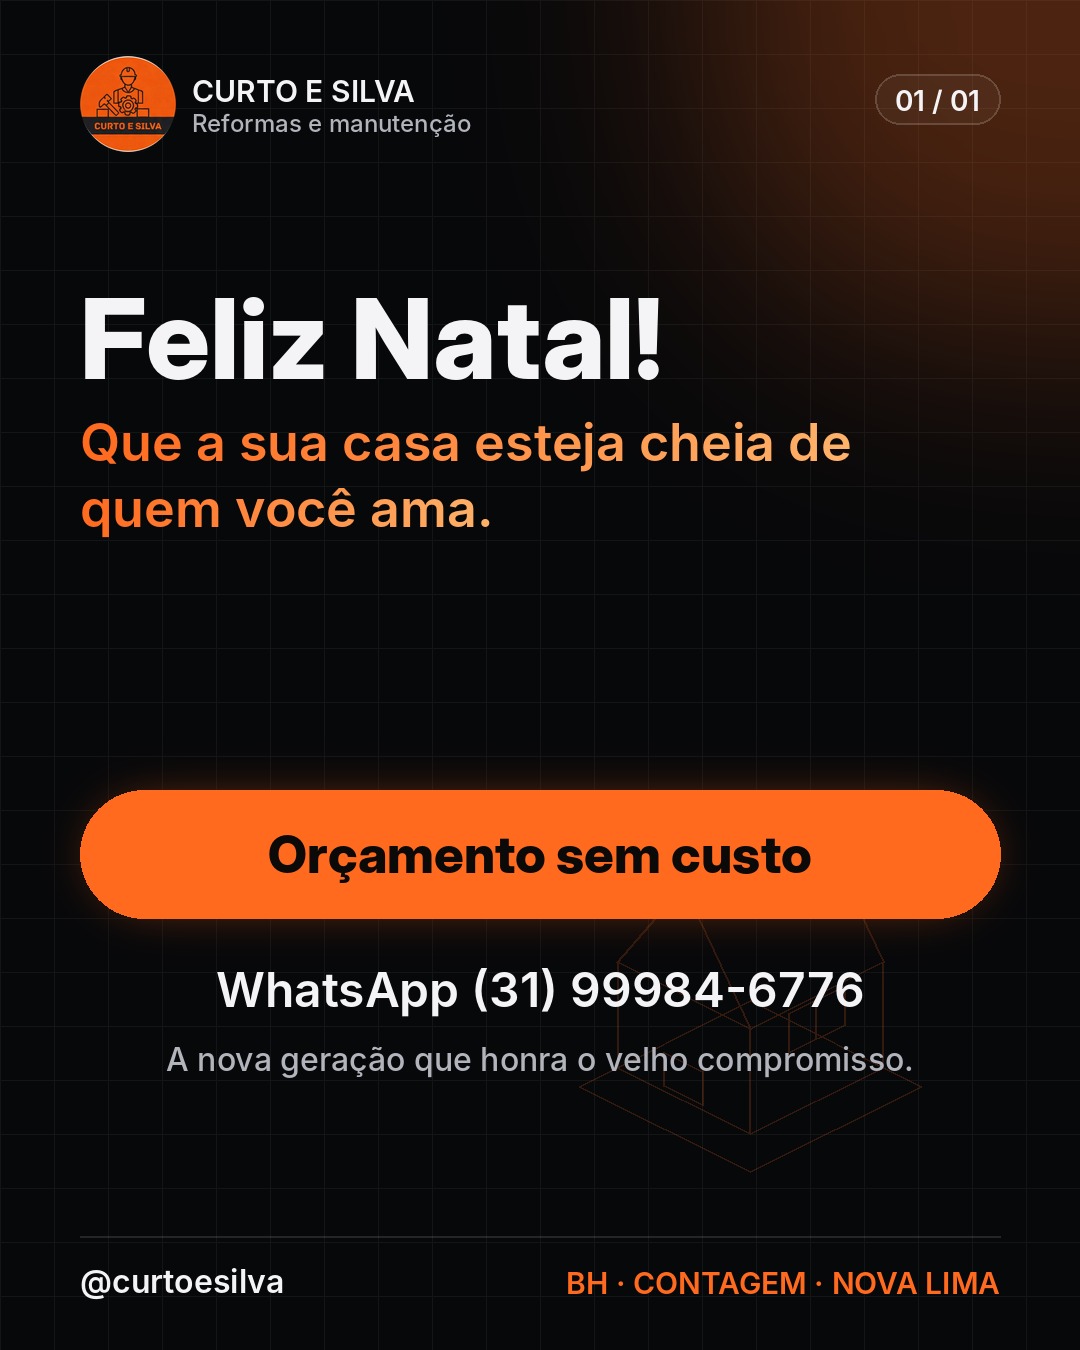 CURTO E SILVA
CURTO E SILVA
Reformas e manutenção
01 / 01
Feliz Natal!
Que a sua casa esteja cheia de
quem você ama.
Orçamento sem custo
WhatsApp (31) 99984-6776
A nova geração que honra o velho compromisso.
@curtoesilva
BH · CONTAGEM · NOVA LIMA